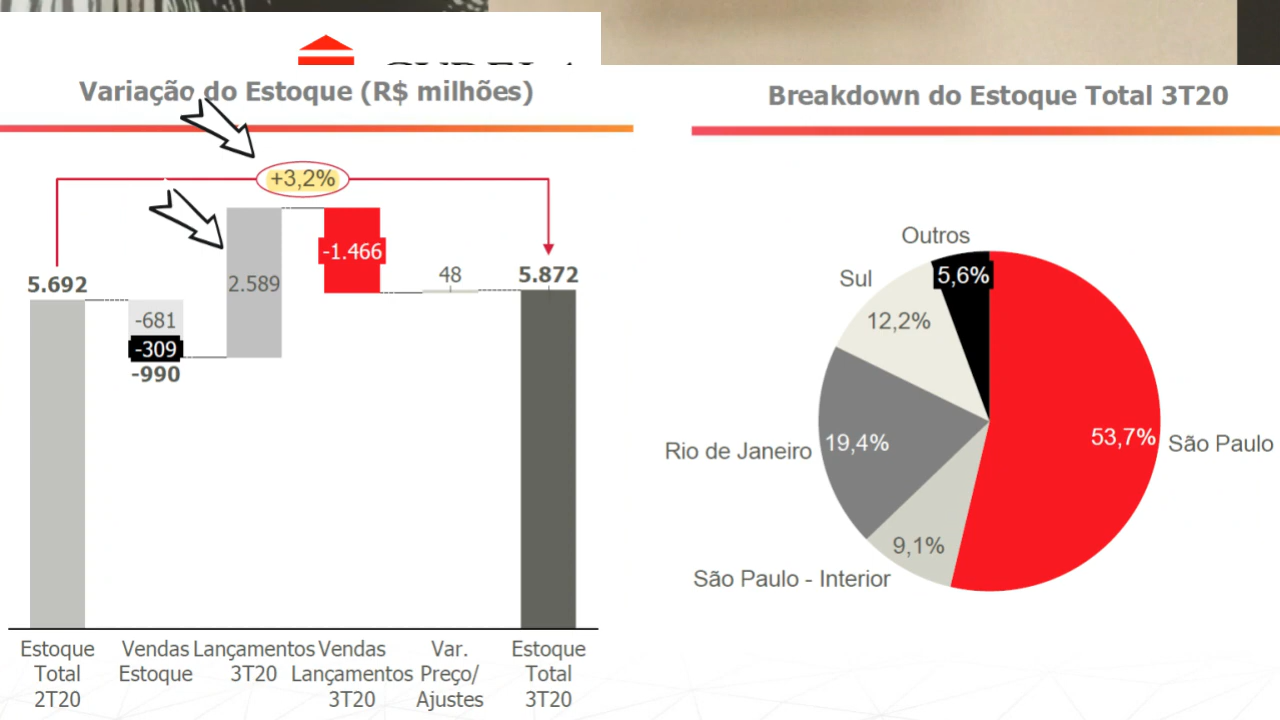 Variação do Estoque (R$ milhões)
+3,2%
5.692
-681
-309
-990
2.589
-1.466
48
5.872
Estoque Total 2T20
Vendas Estoque
Lançamentos 3T20
Vendas Lançamentos 3T20
Var. Preço/ Ajustes
Estoque Total 3T20
Breakdown do Estoque Total 3T20
Outros
5,6%
Sul
12,2%
Rio de Janeiro
19,4%
53,7%
São Paulo
9,1%
São Paulo - Interior